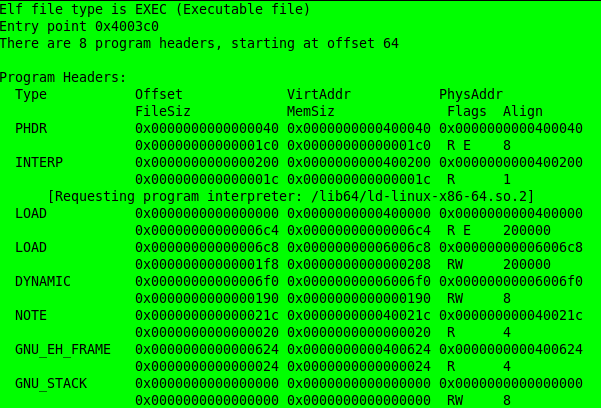 Elf file type is EXEC (Executable file)
Entry point 0x4003c0
There are 8 program headers, starting at offset 64
Program Headers:
  Type           Offset             VirtAddr           PhysAddr
                 FileSiz            MemSiz              Flags  Align
  PHDR           0x0000000000000040 0x0000000000400040 0x0000000000400040
                 0x00000000000001c0 0x00000000000001c0  R E    8
  INTERP         0x0000000000000200 0x0000000000400200 0x0000000000400200
                 0x000000000000001c 0x000000000000001c  R      1
      [Requesting program interpreter: /lib64/ld-linux-x86-64.so.2]
  LOAD           0x0000000000000000 0x0000000000400000 0x0000000000400000
                 0x00000000000006c4 0x00000000000006c4  R E    200000
  LOAD           0x00000000000006c8 0x00000000006006c8 0x00000000006006c8
                 0x00000000000001f8 0x0000000000000208  RW     200000
  DYNAMIC        0x00000000000006f0 0x00000000006006f0 0x00000000006006f0
                 0x0000000000000190 0x0000000000000190  RW     8
  NOTE           0x000000000000021c 0x000000000040021c 0x000000000040021c
                 0x0000000000000020 0x0000000000000020  R      4
  GNU_EH_FRAME   0x0000000000000624 0x0000000000400624 0x0000000000400624
                 0x0000000000000024 0x0000000000000024  R      4
  GNU_STACK      0x0000000000000000 0x0000000000000000 0x0000000000000000
                 0x0000000000000000 0x0000000000000000  RW     8